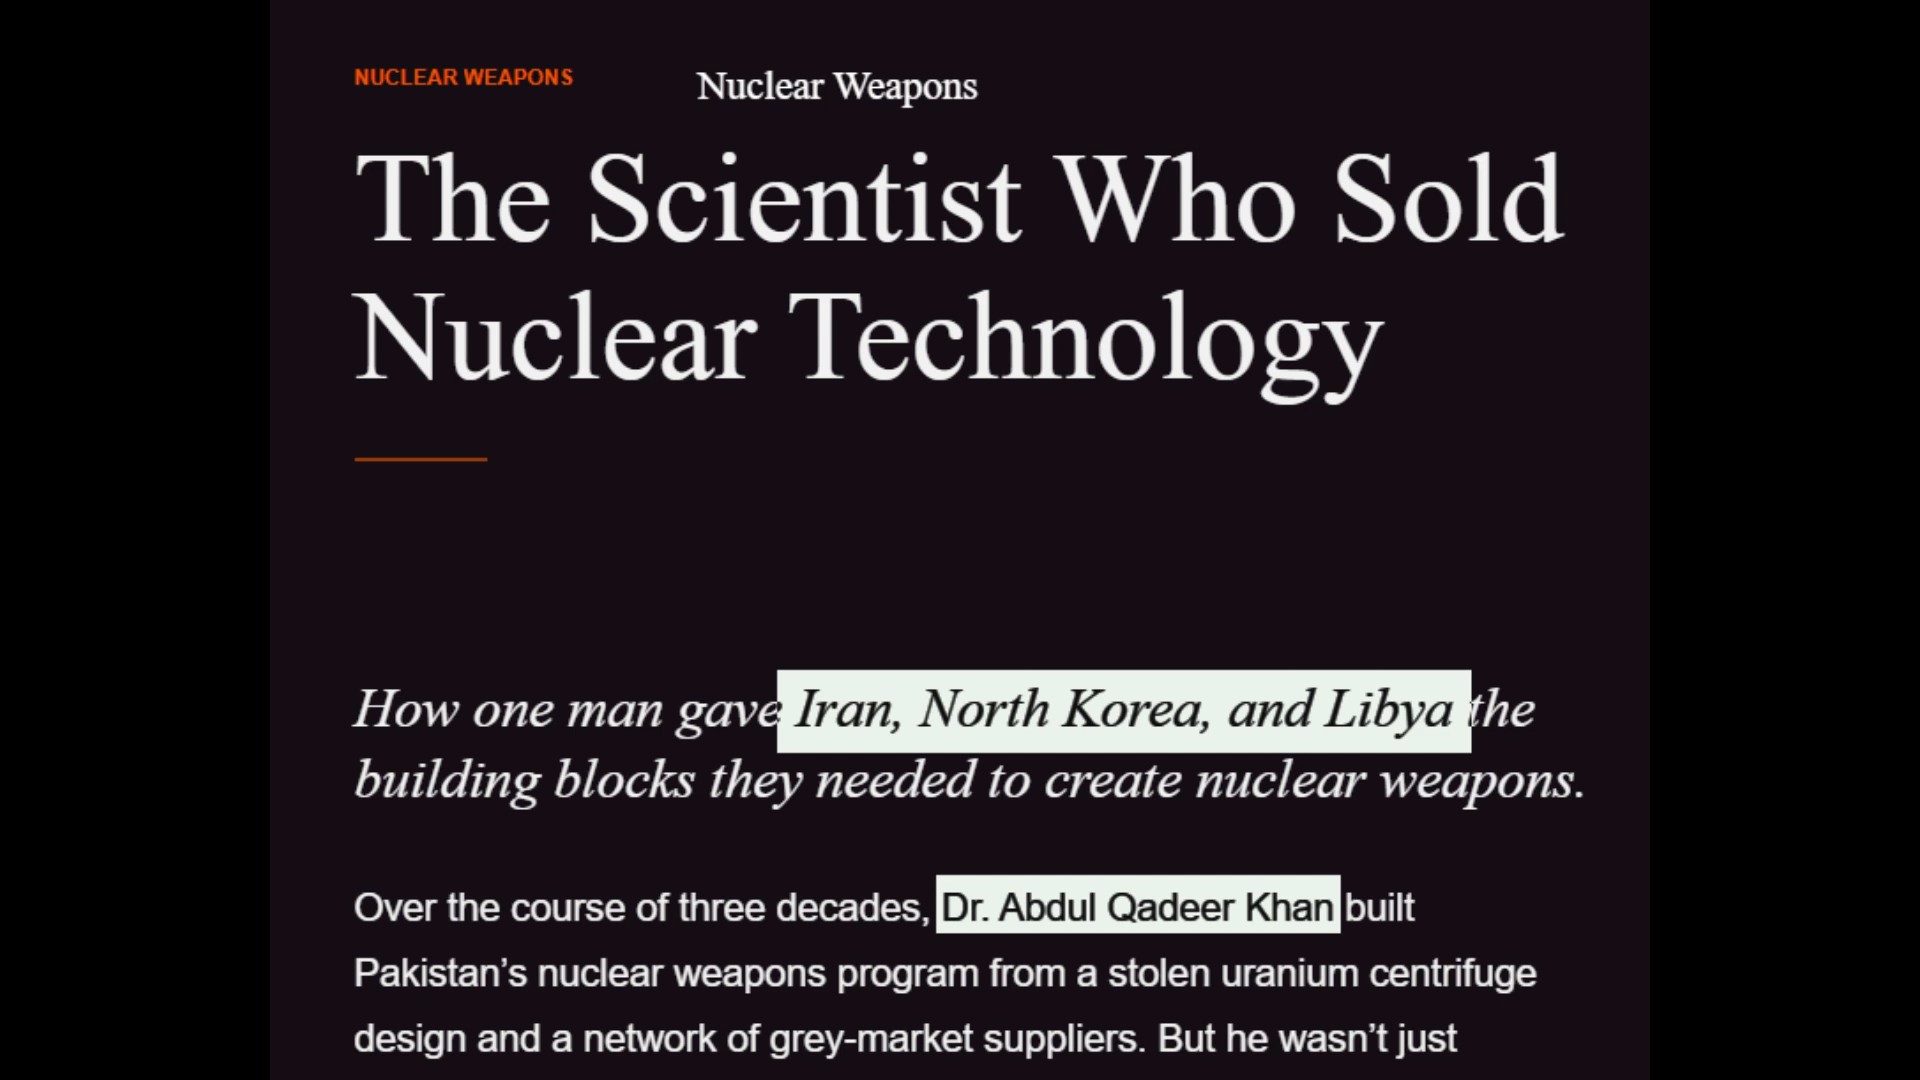 NUCLEAR WEAPONS
Nuclear Weapons
The Scientist Who Sold
Nuclear Technology
How one man gave Iran, North Korea, and Libya the
building blocks they needed to create nuclear weapons.
Over the course of three decades, Dr. Abdul Qadeer Khan built
Pakistan’s nuclear weapons program from a stolen uranium centrifuge
design and a network of grey-market suppliers. But he wasn’t just